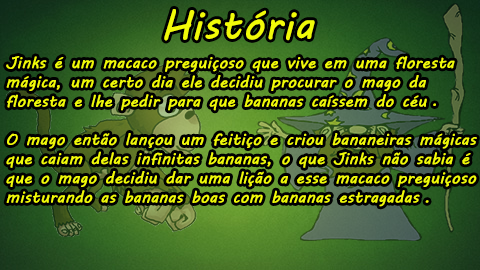 História
Jinks é um macaco preguiçoso que vive em uma floresta
mágica, um certo dia ele decidiu procurar o mago da
floresta e lhe pedir para que bananas caíssem do céu.
O mago então lançou um feitiço e criou bananeiras mágicas
que caiam delas infinitas bananas, o que Jinks não sabia é
que o mago decidiu dar uma lição a esse macaco preguiçoso
misturando as bananas boas com bananas estragadas.